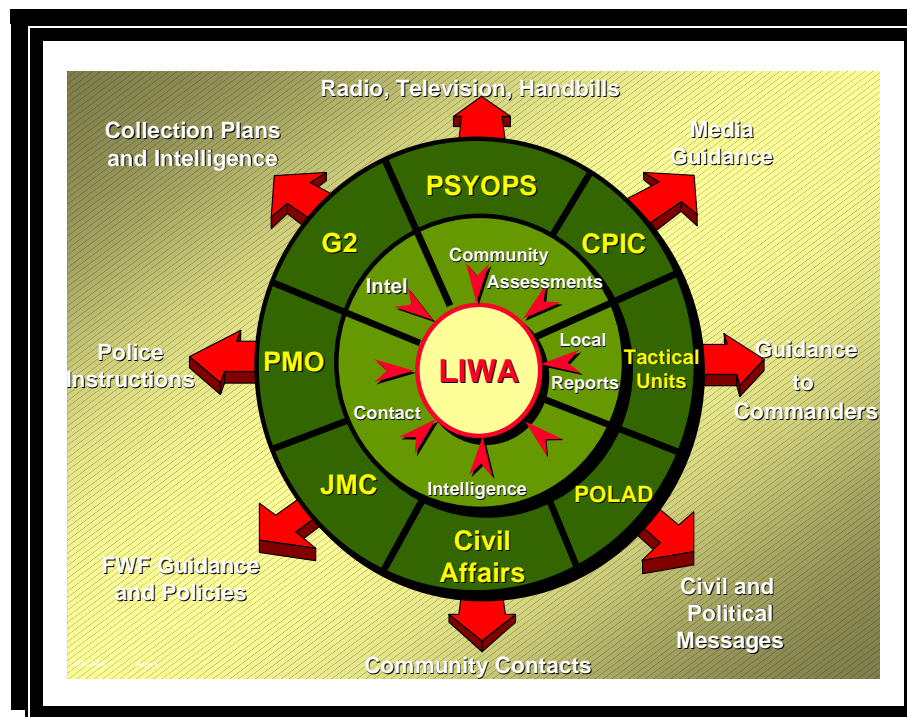 Radio, Television, Handbills
Collection Plans
and Intelligence
Media
Guidance
PSYOPS
G2
CPIC
Community
Assessments
Intel
Local
Reports
LIWA
Police
Instructions
PMO
Tactical
Units
Guidance
to
Commanders
Contact
Intelligence
JMC
POLAD
Civil
Affairs
FWF Guidance
and Policies
Civil and
Political
Messages
Community Contacts